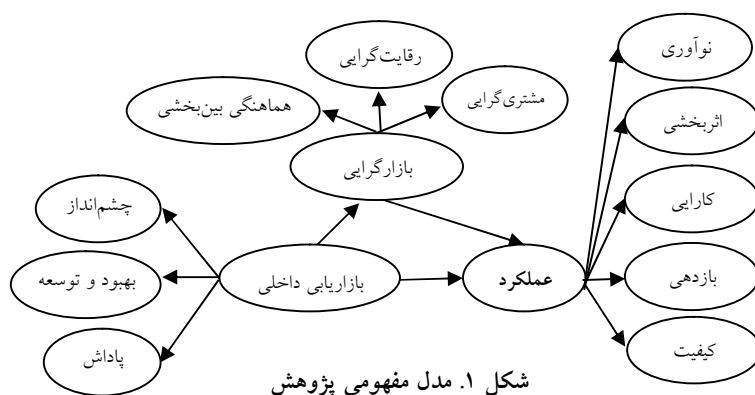 نوآوری
رقابت‌گرایی
مشتری‌گرایی
هماهنگی بین‌بخشی
اثربخشی
بازارگرایی
کارایی
چشم‌انداز
بازاریابی داخلی
عملکرد
بهبود و توسعه
بازدهی
پاداش
کیفیت
شکل ۱. مدل مفهومی پژوهش